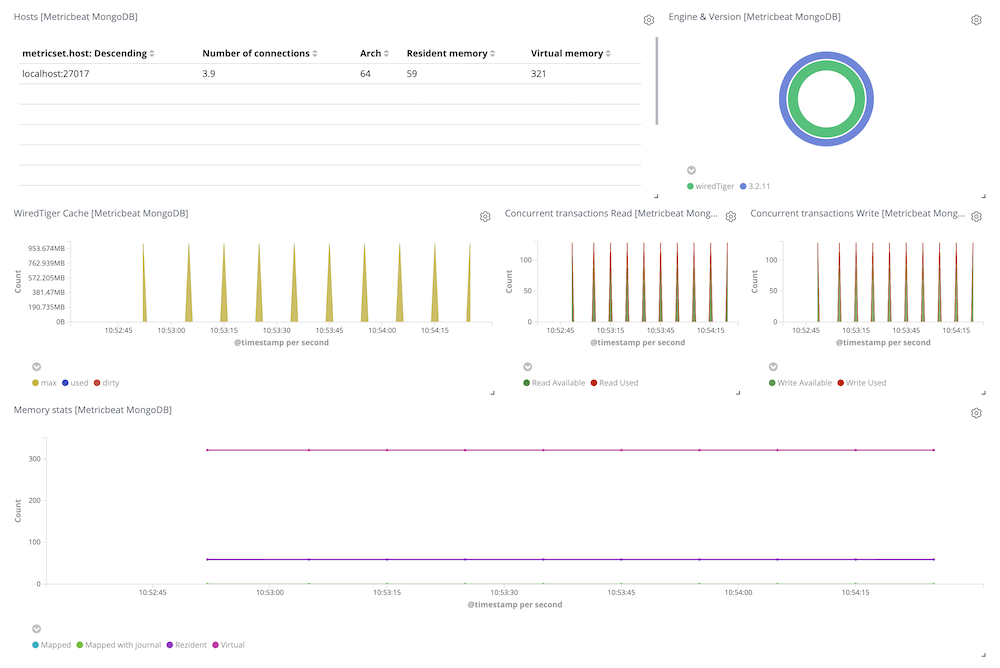 Hosts [Metricbeat MongoDB]
metricset.host: Descending Number of connections Arch Resident memory Virtual memory
localhost:27017 3.9 64 59 321
Engine & Version [Metricbeat MongoDB]
wiredTiger 3.2.11
WiredTiger Cache [Metricbeat MongoDB]
953.674MB
762.939MB
572.205MB
381.47MB
190.735MB
0B
Count
10:52:45 10:53:00 10:53:15 10:53:30 10:53:45 10:54:00 10:54:15
@timestamp per second
max used dirty
Concurrent transactions Read [Metricbeat Mong...
100
50
0
Count
10:52:45 10:53:15 10:53:45 10:54:15
@timestamp per second
Read Available Read Used
Concurrent transactions Write [Metricbeat Mong...
100
50
0
Count
10:52:45 10:53:15 10:53:45 10:54:15
@timestamp per second
Write Available Write Used
Memory stats [Metricbeat MongoDB]
300
200
100
0
Count
10:52:45 10:53:00 10:53:15 10:53:30 10:53:45 10:54:00 10:54:15
@timestamp per second
Mapped Mapped with journal Rezident Virtual